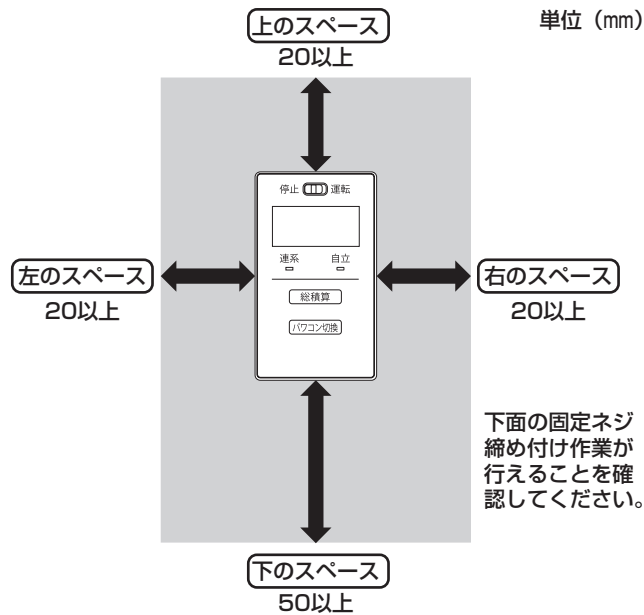 単位（mm）
上のスペース
20以上
停止 運転
連系 自立
総積算
パワコン切換
左のスペース
20以上
右のスペース
20以上
下面の固定ネジ
締め付け作業が
行えることを確
認してください。
下のスペース
50以上